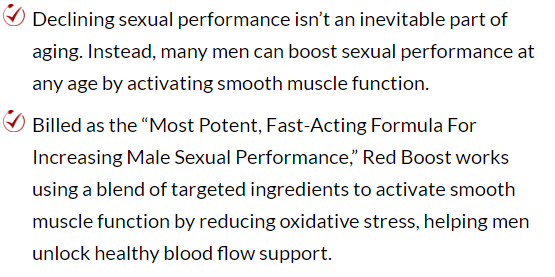 Declining sexual performance isn’t an inevitable part of
aging. Instead, many men can boost sexual performance at
any age by activating smooth muscle function.
Billed as the “Most Potent, Fast-Acting Formula For
Increasing Male Sexual Performance,” Red Boost works
using a blend of targeted ingredients to activate smooth
muscle function by reducing oxidative stress, helping men
unlock healthy blood flow support.